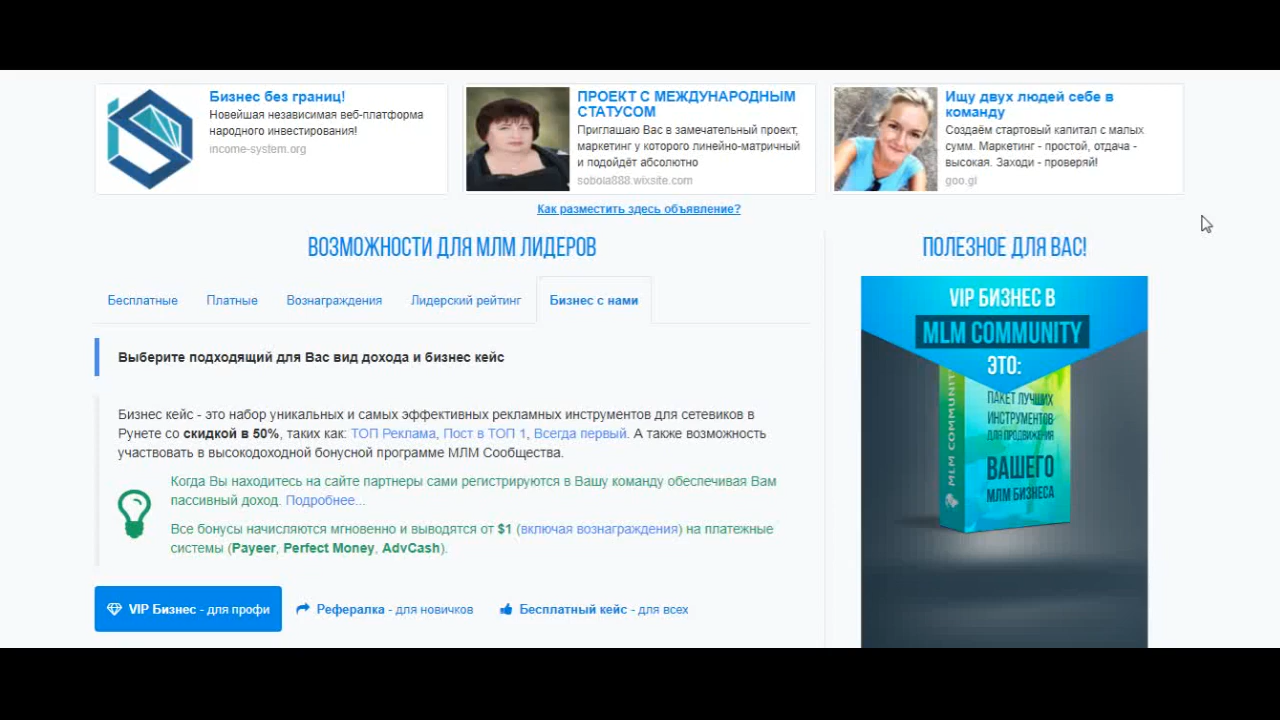 Бизнес без границ!
Новейшая независимая веб-платформа
народного инвестирования!
income-system.org
ПРОЕКТ С МЕЖДУНАРОДНЫМ
СТАТУСОМ
Приглашаю Вас в замечательный проект,
маркетинг у которого линейно-матричный
и подойдёт абсолютно
sobola888.wixsite.com
Ищу двух людей себе в
команду
Создаём стартовый капитал с малых
сумм. Маркетинг - простой, отдача -
высокая. Заходи - проверяй!
goo.gl
Как разместить здесь объявление?
ВОЗМОЖНОСТИ ДЛЯ МЛМ ЛИДЕРОВ
Бесплатные Платные Вознаграждения Лидерский рейтинг Бизнес с нами
Выберите подходящий для Вас вид дохода и бизнес кейс
Бизнес кейс - это набор уникальных и самых эффективных рекламных инструментов для сетевиков в
Рунете со скидкой в 50%, таких как: ТОП Реклама, Пост в ТОП 1, Всегда первый. А также возможность
участвовать в высокодоходной бонусной программе МЛМ Сообщества.
Когда Вы находитесь на сайте партнеры сами регистрируются в Вашу команду обеспечивая Вам
пассивный доход. Подробнее...
Все бонусы начисляются мгновенно и выводятся от $1 (включая вознаграждения) на платежные
системы (Payeer, Perfect Money, AdvCash).
VIP Бизнес - для профи Рефералка - для новичков Бесплатный кейс - для всех
ПОЛЕЗНОЕ ДЛЯ ВАС!
VIP БИЗНЕС В
MLM COMMUNITY
ЭТО:
ПАКЕТ ЛУЧШИХ
ИНСТРУМЕНТОВ
ДЛЯ ПРОДВИЖЕНИЯ
ВАШЕГО
МЛМ БИЗНЕСА
MLM COMMUNITY